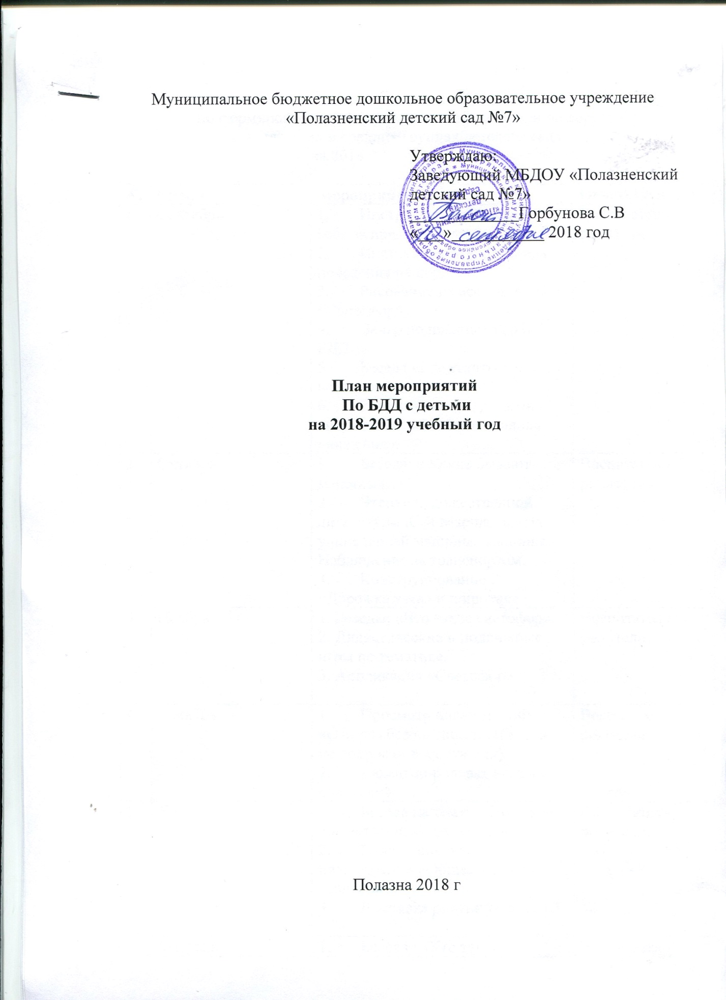 Муниципальное бюджетное дошкольное образовательное учреждение
«Полазненский детский сад №7»
Утверждаю:
Заведующий МБДОУ «Полазненский
детский сад №7»
Горбунова С.В
«10» сентября 2018 год
План мероприятий
По БДД с детьми
на 2018-2019 учебный год
Полазна 2018 г